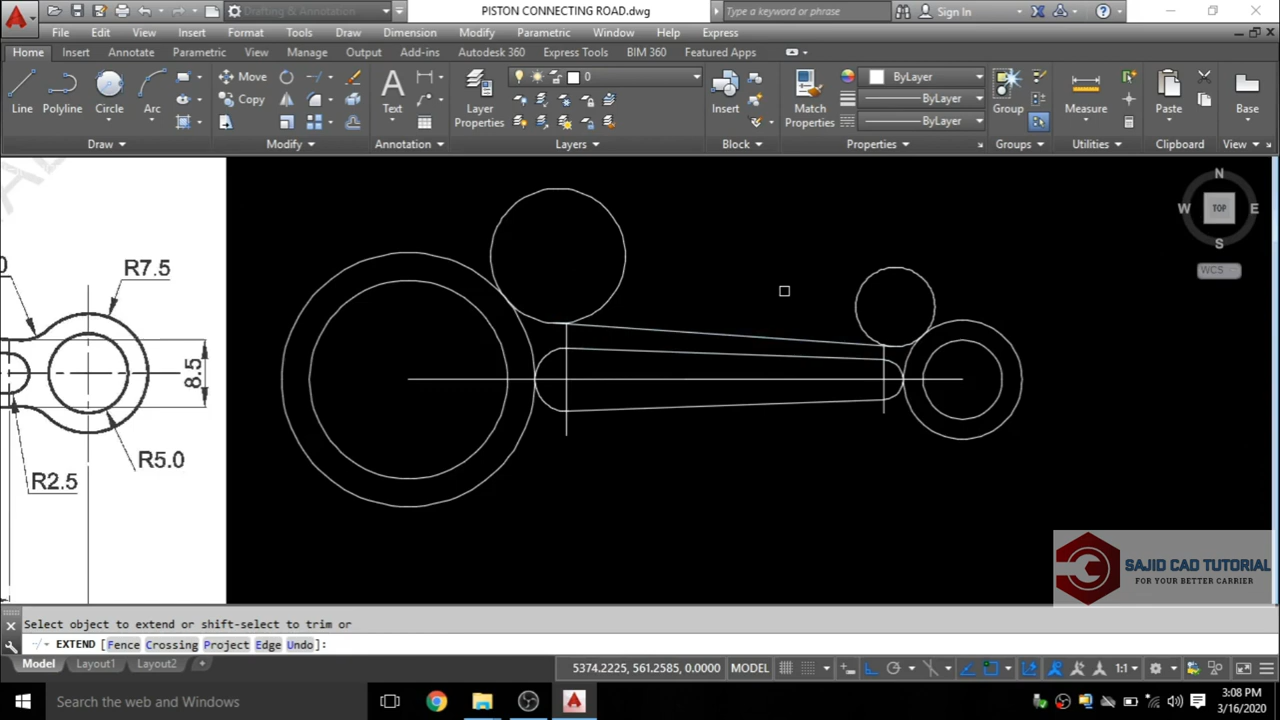 Drafting & Annotation
PISTON CONNECTING ROAD.dwg
Type a keyword or phrase
Sign In
File Edit View Insert Format Tools Draw Dimension Modify Parametric Window Help Express
Home Insert Annotate Parametric View Manage Output Add-ins Autodesk 360 Express Tools BIM 360 Featured Apps
Move
0
ByLayer
Copy
ByLayer
Line Polyline Circle Arc Text Layer Properties Insert Match Properties Group Measure Paste Base
ByLayer
Draw Modify Annotation Layers Block Properties Groups Utilities Clipboard View
N
W TOP E
S
WCS
0
R7.5
8.5
R5.0
R2.5
SAJID CAD TUTORIAL
FOR YOUR BETTER CARRIER
Select object to extend or shift-select to trim or
EXTEND [Fence Crossing Project Edge Undo]:
Model Layout1 Layout2 +
5374.2225, 561.2585, 0.0000 MODEL
1:1
Search the web and Windows
3:08 PM
3/16/2020